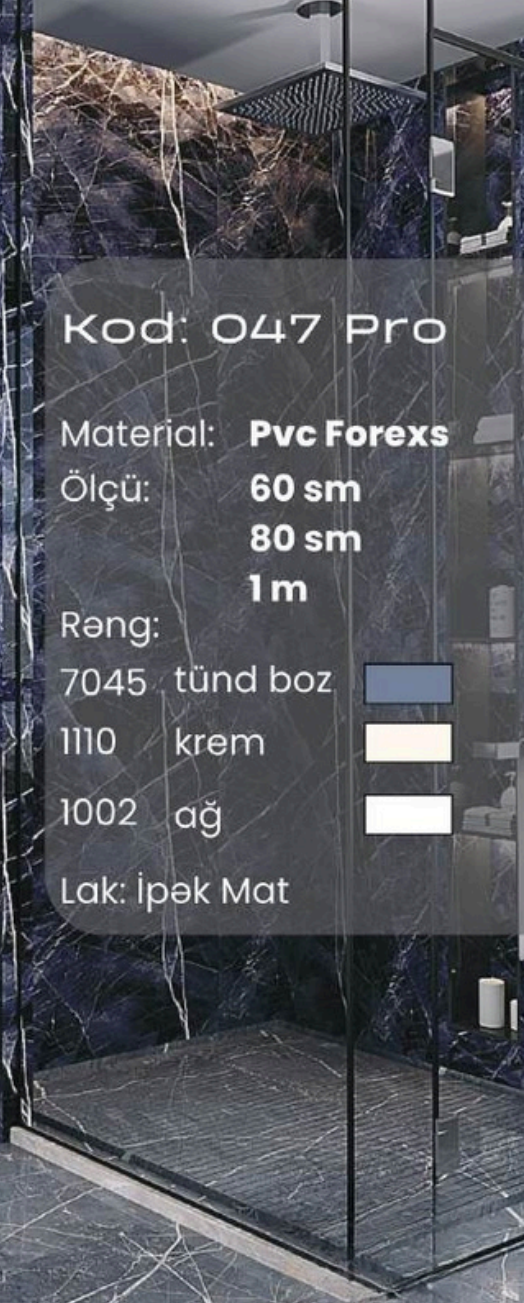 Kod: 047 Pro
Material: Pvc Forexs
Ölçü: 60 sm
80 sm
1 m
Rəng:
7045 tünd boz
1110 krem
1002 ağ
Lak: İpək Mat